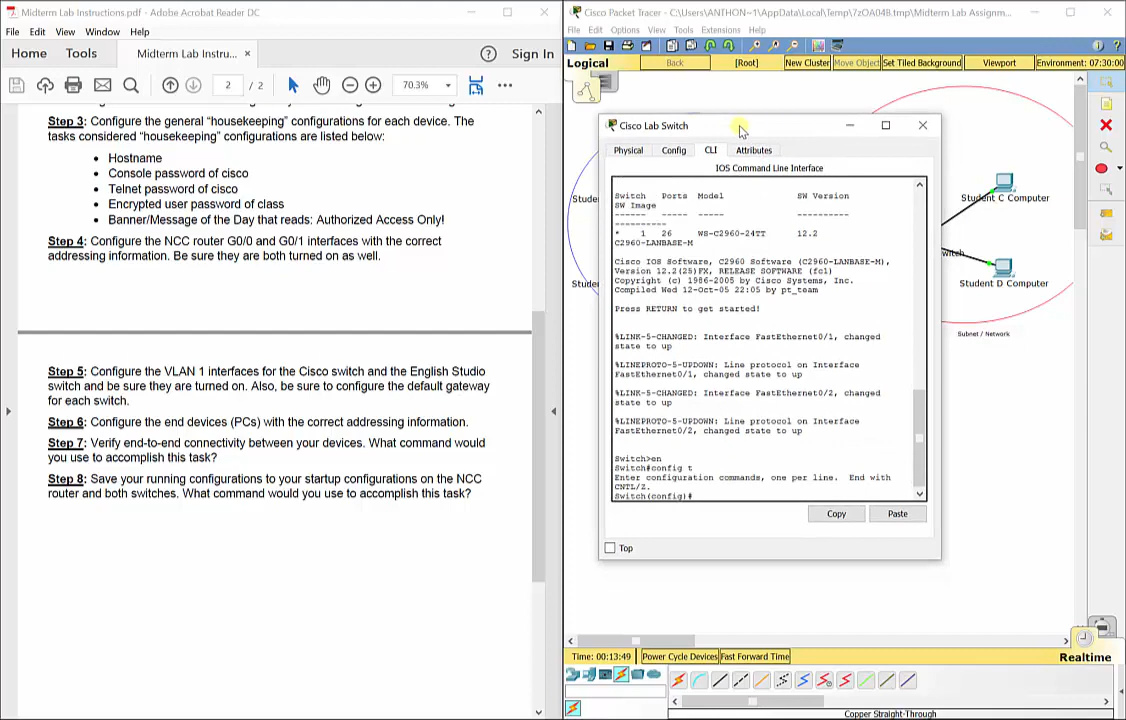 Midterm Lab Instructions.pdf - Adobe Acrobat Reader DC
File Edit View Window Help
Home Tools Midterm Lab Instru... × Sign In
2 / 2 70.3%
Step 3: Configure the general “housekeeping” configurations for each device. The
tasks considered “housekeeping” configurations are listed below:
• Hostname
• Console password of cisco
• Telnet password of cisco
• Encrypted user password of class
• Banner/Message of the Day that reads: Authorized Access Only!
Step 4: Configure the NCC router G0/0 and G0/1 interfaces with the correct
addressing information. Be sure they are both turned on as well.
Step 5: Configure the VLAN 1 interfaces for the Cisco switch and the English Studio
switch and be sure they are turned on. Also, be sure to configure the default gateway
for each switch.
Step 6: Configure the end devices (PCs) with the correct addressing information.
Step 7: Verify end-to-end connectivity between your devices. What command would
you use to accomplish this task?
Step 8: Save your running configurations to your startup configurations on the NCC
router and both switches. What command would you use to accomplish this task?
Cisco Packet Tracer - C:\Users\ANTHON~1\AppData\Local\Temp\7zOA04B.tmp\Midterm Lab Assignm...
File Edit Options View Tools Extensions Help
Logical Back [Root] New Cluster Move Object Set Tiled Background Viewport Environment: 07:30:00
Cisco Lab Switch
Physical Config CLI Attributes
IOS Command Line Interface
Switch Ports Model SW Version
SW Image
------ ----- ----- ----------
----------
* 1 26 WS-C2960-24TT 12.2
C2960-LANBASE-M
Cisco IOS Software, C2960 Software (C2960-LANBASE-M),
Version 12.2(25)FX, RELEASE SOFTWARE (fc1)
Copyright (c) 1986-2005 by Cisco Systems, Inc.
Compiled Wed 12-Oct-05 22:05 by pt_team
Press RETURN to get started!
%LINK-5-CHANGED: Interface FastEthernet0/1, changed
state to up
%LINEPROTO-5-UPDOWN: Line protocol on Interface
FastEthernet0/1, changed state to up
%LINK-5-CHANGED: Interface FastEthernet0/2, changed
state to up
%LINEPROTO-5-UPDOWN: Line protocol on Interface
FastEthernet0/2, changed state to up
Switch>en
Switch#config t
Enter configuration commands, one per line. End with
CNTL/Z.
Switch(config)#
Copy Paste
Top
Stude
Stude
Student C Computer
witch
Student D Computer
Subnet / Network
Time: 00:13:49 Power Cycle Devices Fast Forward Time
Realtime
Copper Straight-Through